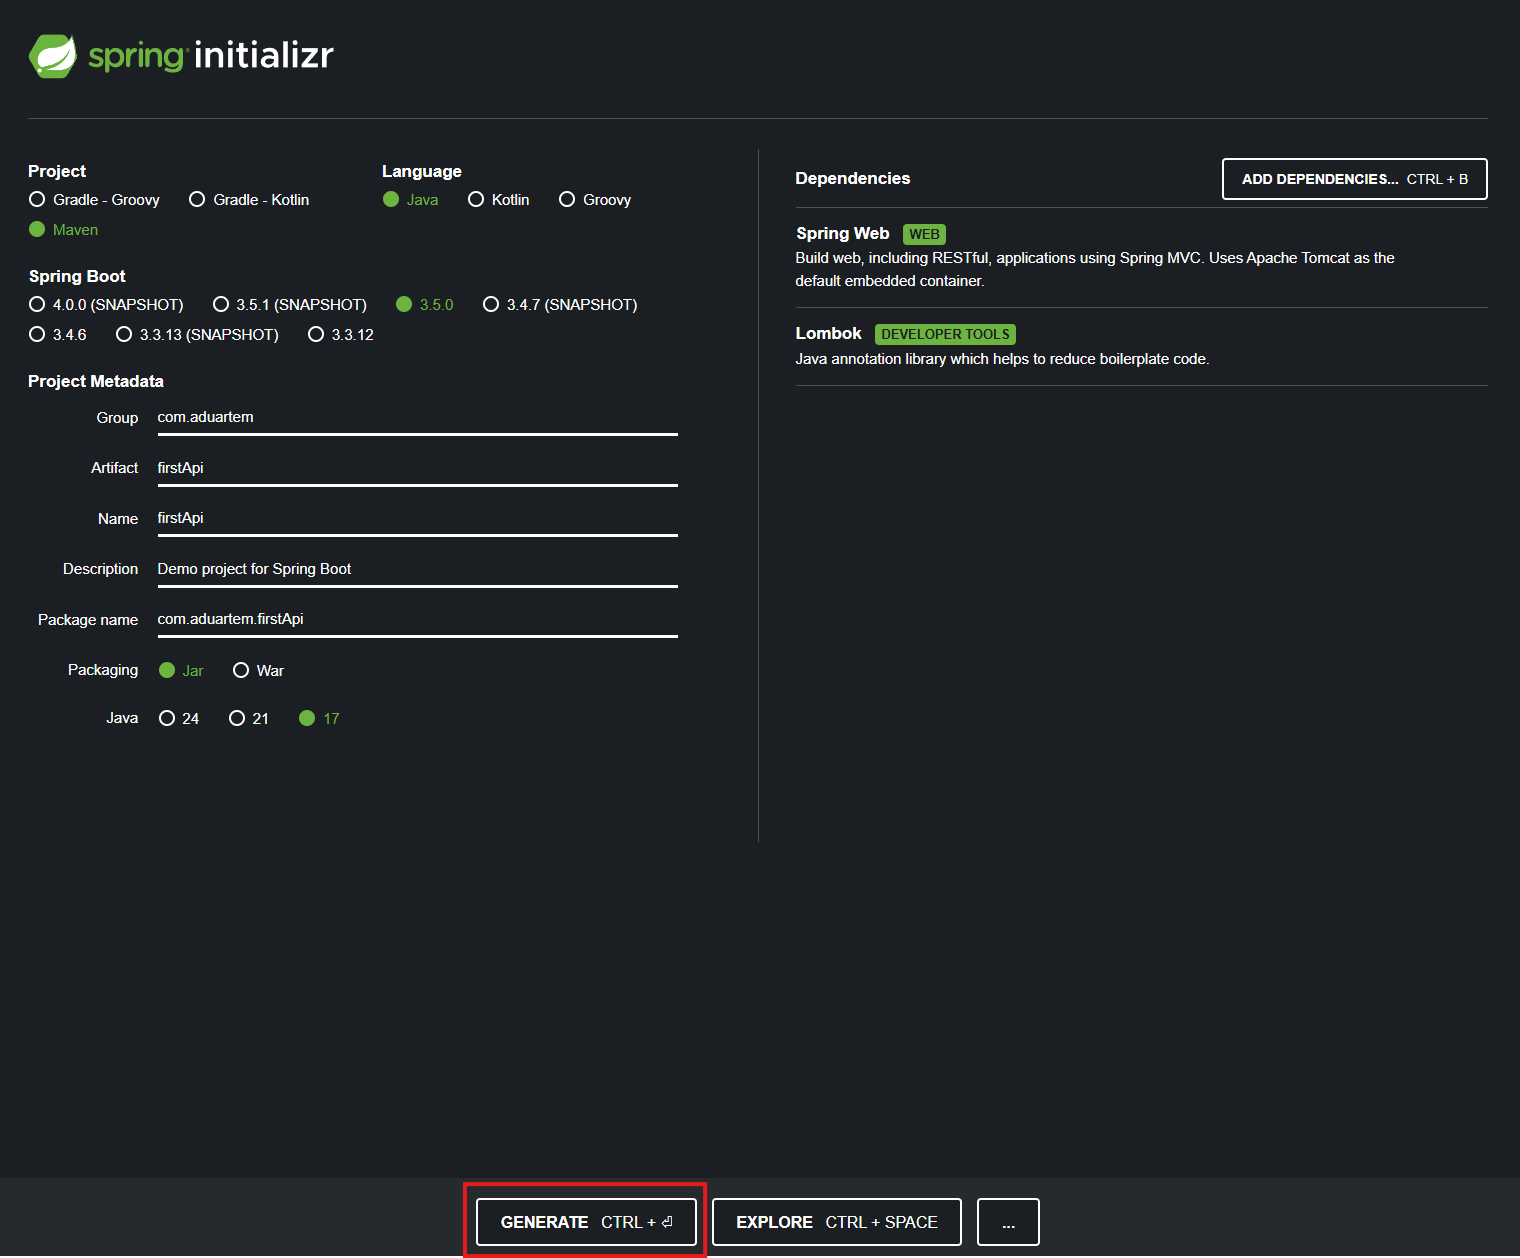 spring initializr
Project
Gradle - Groovy Gradle - Kotlin
Maven
Language
Java Kotlin Groovy
Spring Boot
4.0.0 (SNAPSHOT) 3.5.1 (SNAPSHOT) 3.5.0 3.4.7 (SNAPSHOT)
3.4.6 3.3.13 (SNAPSHOT) 3.3.12
Project Metadata
Group com.aduartem
Artifact firstApi
Name firstApi
Description Demo project for Spring Boot
Package name com.aduartem.firstApi
Packaging Jar War
Java 24 21 17
Dependencies ADD DEPENDENCIES... CTRL + B
Spring Web WEB
Build web, including RESTful, applications using Spring MVC. Uses Apache Tomcat as the
default embedded container.
Lombok DEVELOPER TOOLS
Java annotation library which helps to reduce boilerplate code.
GENERATE CTRL + ⏎ EXPLORE CTRL + SPACE ...